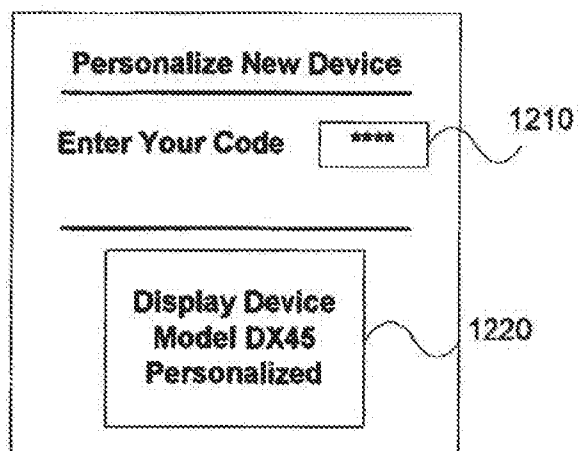 Personalize New Device
Enter Your Code **** 1210
Display Device
Model DX45 1220
Personalized